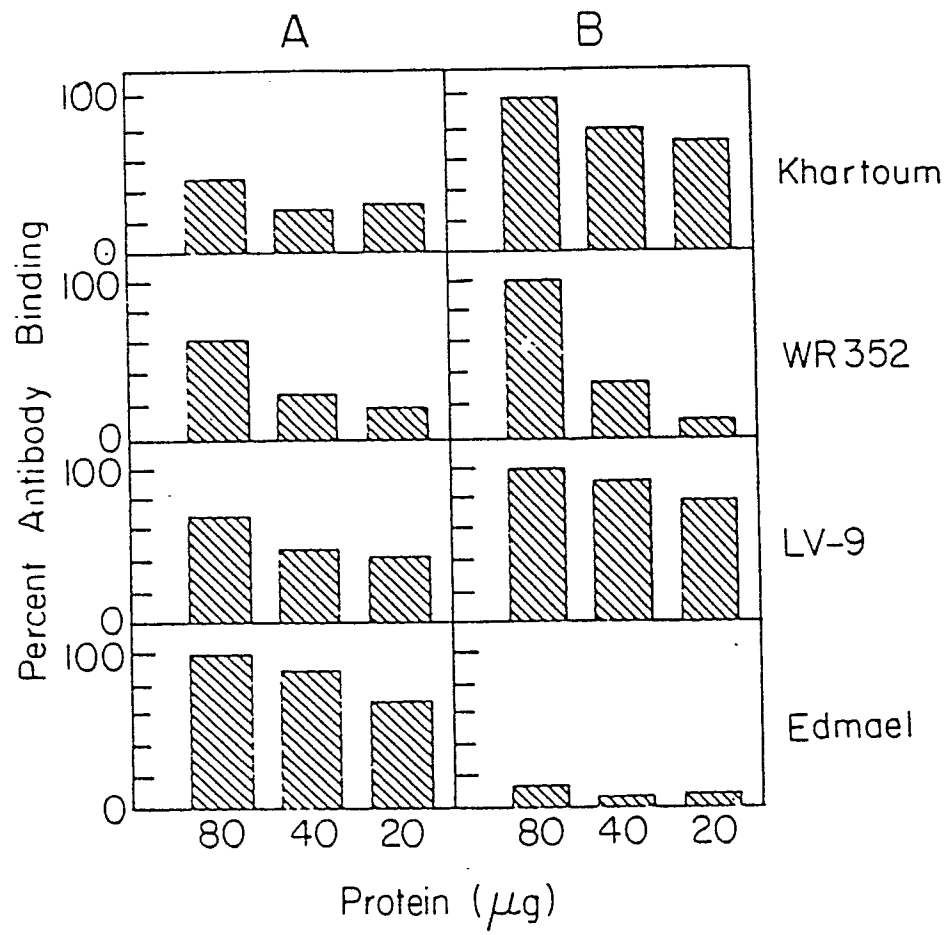 A
B
100
0
Khartoum
100
0
WR 352
100
0
LV-9
100
0
Edmael
80 40 20
80 40 20
Percent Antibody Binding
Protein (μg)